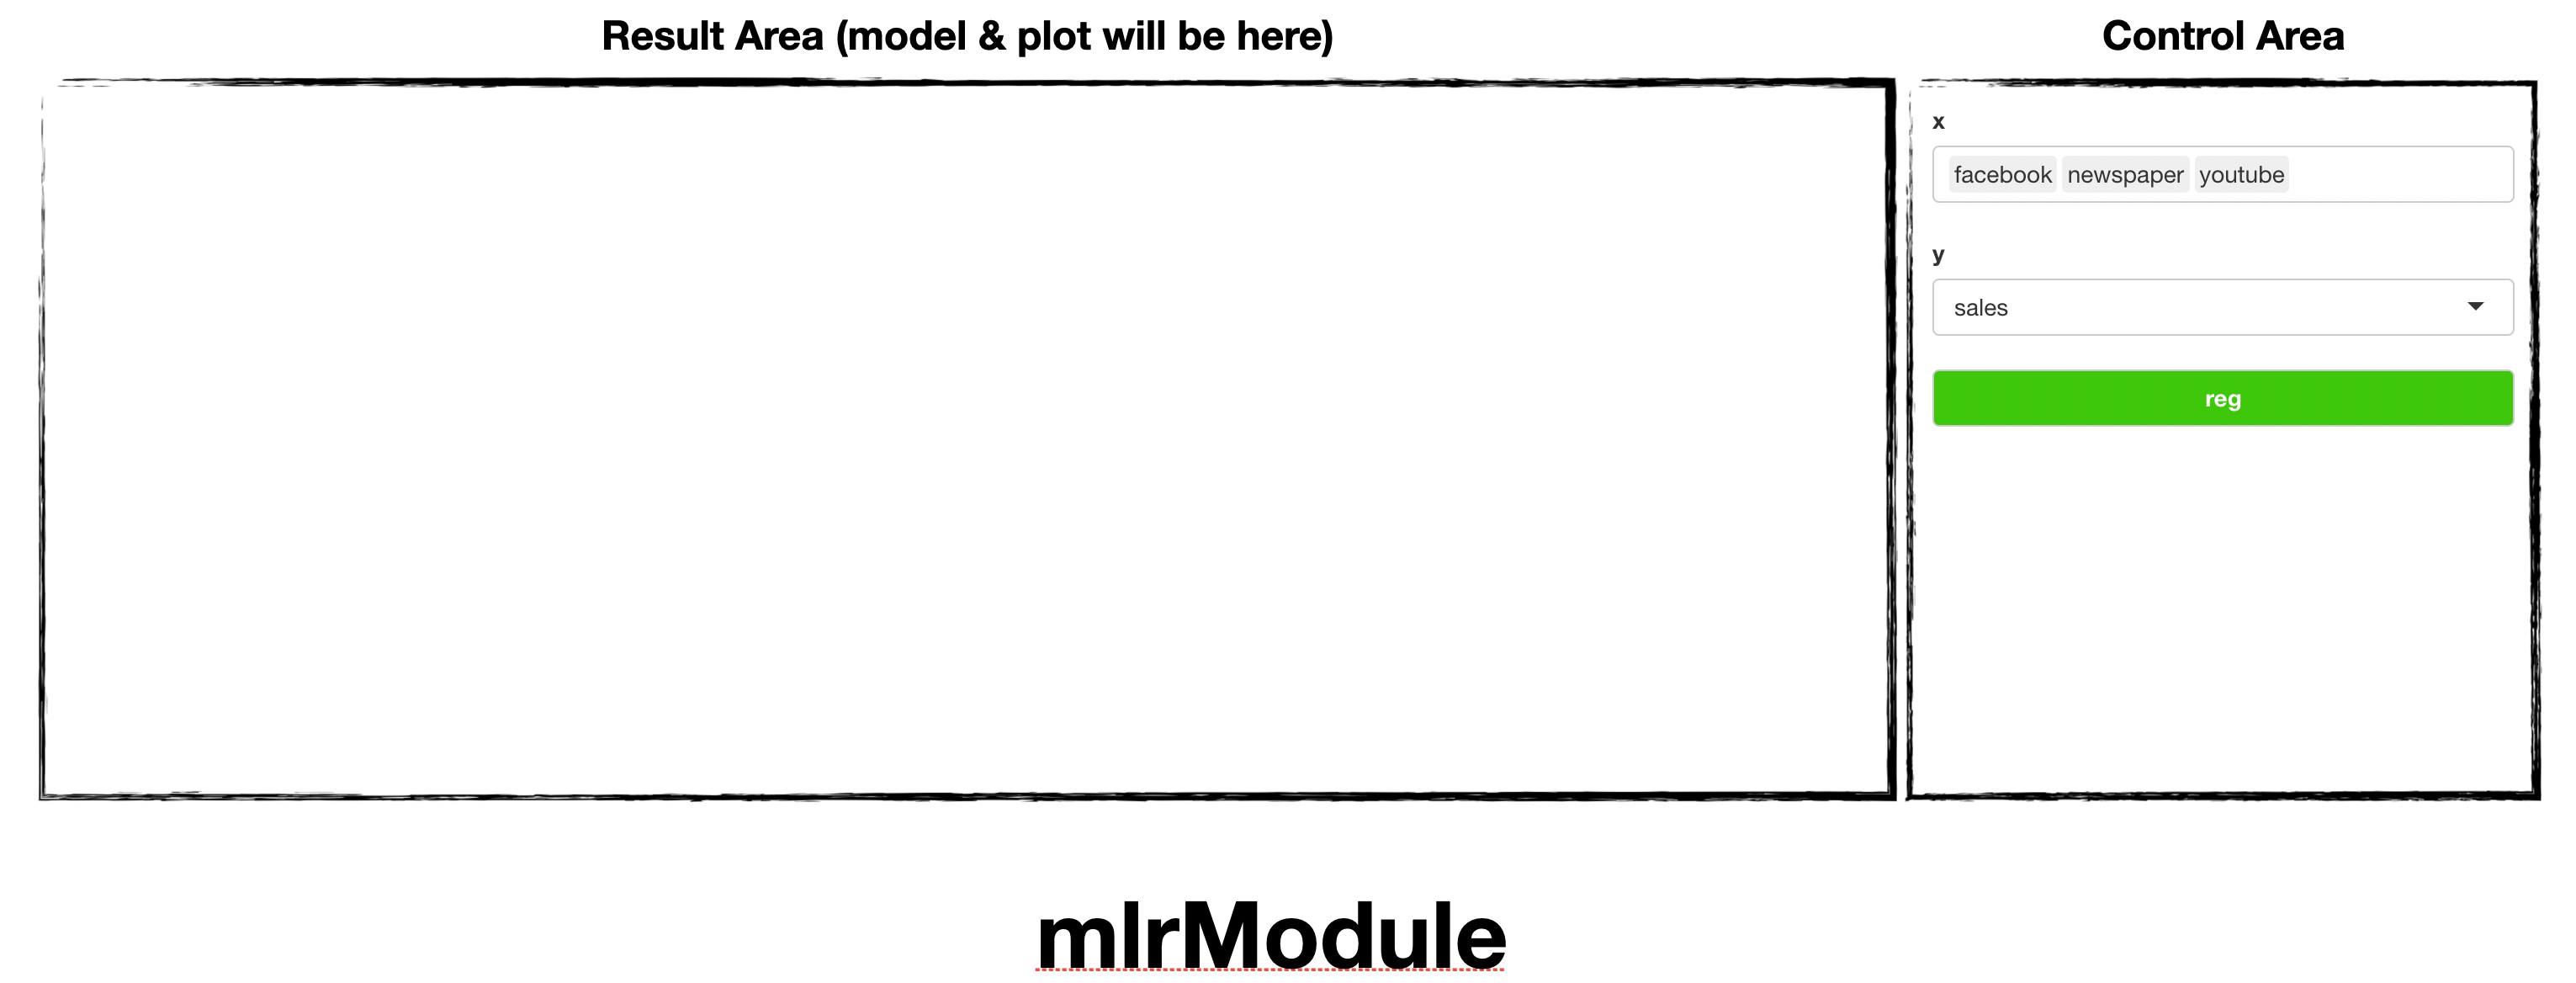 Result Area (model & plot will be here)
Control Area
x
facebook newspaper youtube
y
sales
reg
mlrModule